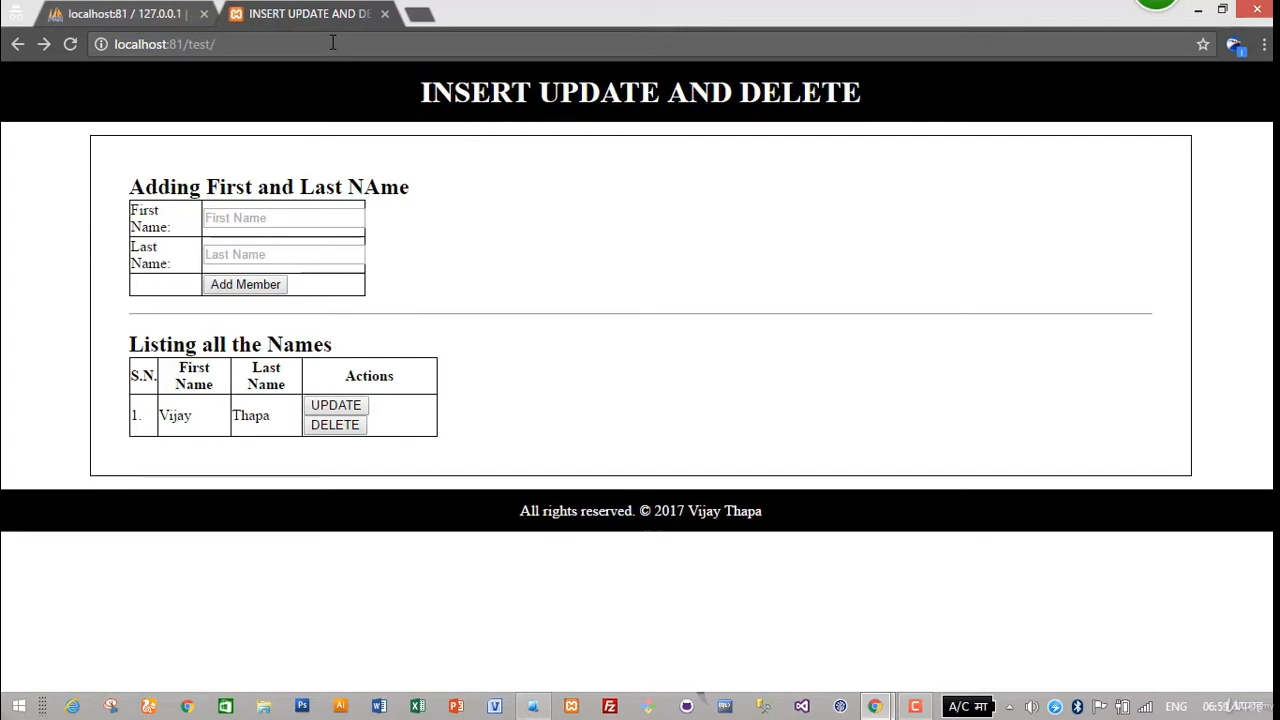 localhost:81 / 127.0.0.1 |
INSERT UPDATE AND DE
localhost:81/test/
INSERT UPDATE AND DELETE
Adding First and Last NAme
First Name:
First Name
Last Name:
Last Name
Add Member
Listing all the Names
S.N. First Name Last Name Actions
1. Vijay Thapa UPDATE
DELETE
All rights reserved. © 2017 Vijay Thapa
A/C मा ENG